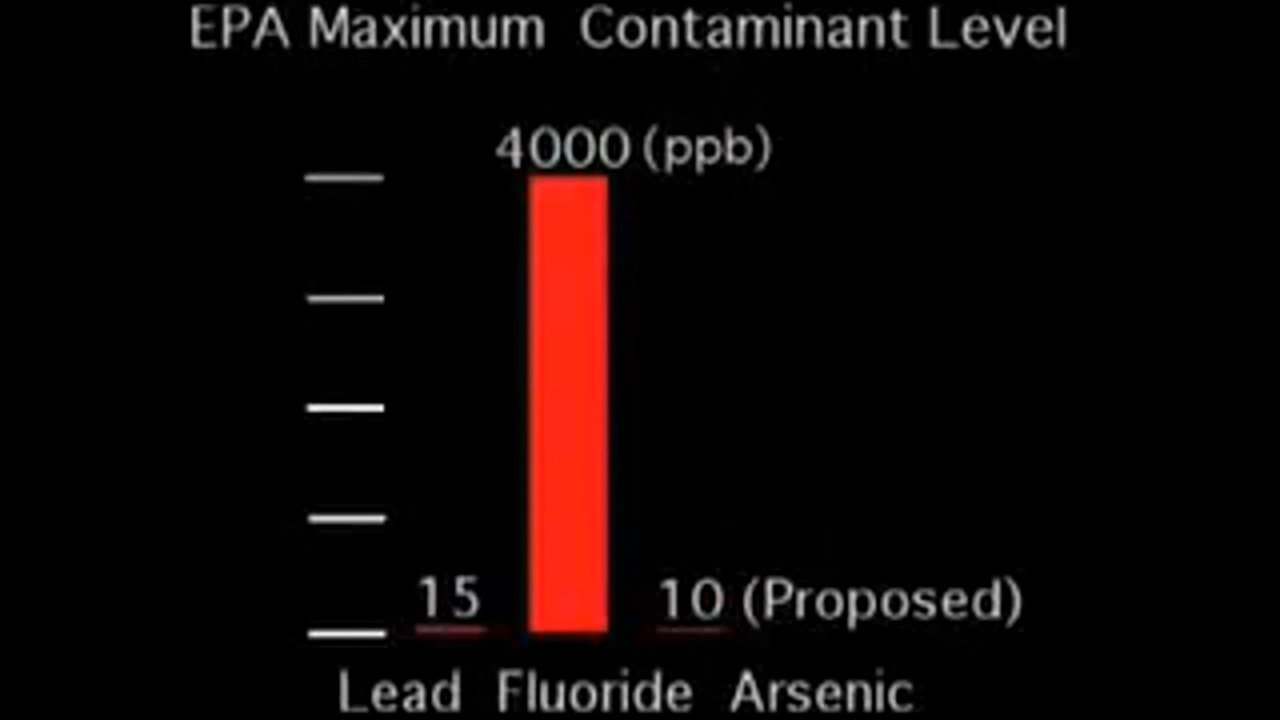 EPA Maximum Contaminant Level
4000 (ppb)
15
10 (Proposed)
Lead Fluoride Arsenic